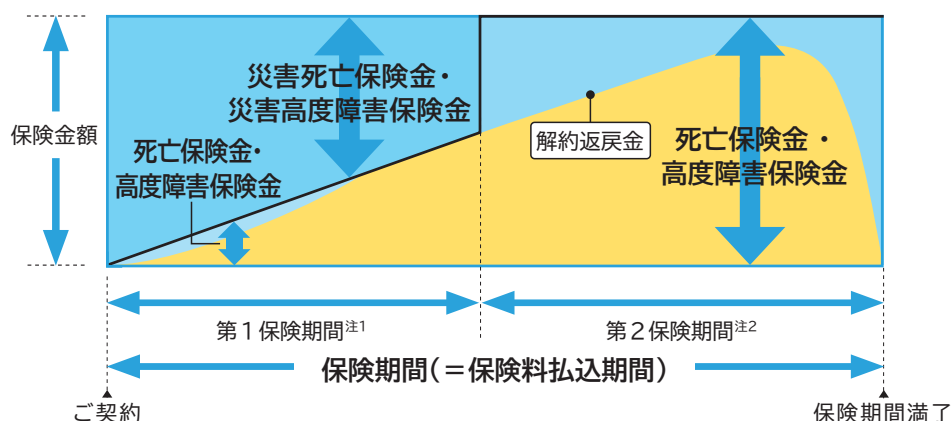 保険金額
災害死亡保険金・
災害高度障害保険金
死亡保険金・
高度障害保険金
解約返戻金
死亡保険金・
高度障害保険金
第1保険期間注1
第2保険期間注2
保険期間(=保険料払込期間)
ご契約
保険期間満了